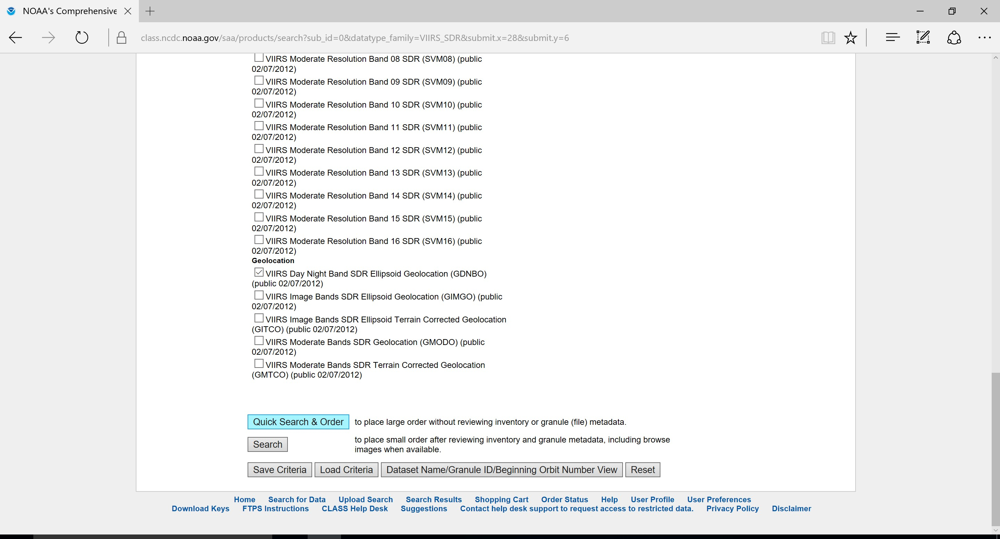 NOAA's Comprehensive
class.ncdc.noaa.gov/saa/products/search?sub_id=0&datatype_family=VIIRS_SDR&submit.x=28&submit.y=6
VIIRS Moderate Resolution Band 08 SDR (SVM08) (public
02/07/2012)
VIIRS Moderate Resolution Band 09 SDR (SVM09) (public
02/07/2012)
VIIRS Moderate Resolution Band 10 SDR (SVM10) (public
02/07/2012)
VIIRS Moderate Resolution Band 11 SDR (SVM11) (public
02/07/2012)
VIIRS Moderate Resolution Band 12 SDR (SVM12) (public
02/07/2012)
VIIRS Moderate Resolution Band 13 SDR (SVM13) (public
02/07/2012)
VIIRS Moderate Resolution Band 14 SDR (SVM14) (public
02/07/2012)
VIIRS Moderate Resolution Band 15 SDR (SVM15) (public
02/07/2012)
VIIRS Moderate Resolution Band 16 SDR (SVM16) (public
02/07/2012)
Geolocation
VIIRS Day Night Band SDR Ellipsoid Geolocation (GDNBO)
(public 02/07/2012)
VIIRS Image Bands SDR Ellipsoid Geolocation (GIMGO) (public
02/07/2012)
VIIRS Image Bands SDR Ellipsoid Terrain Corrected Geolocation
(GITCO) (public 02/07/2012)
VIIRS Moderate Bands SDR Geolocation (GMODO) (public
02/07/2012)
VIIRS Moderate Bands SDR Terrain Corrected Geolocation
(GMTCO) (public 02/07/2012)
Quick Search & Order to place large order without reviewing inventory or granule (file) metadata.
Search to place small order after reviewing inventory and granule metadata, including browse
images when available.
Save Criteria Load Criteria Dataset Name/Granule ID/Beginning Orbit Number View Reset
Home Search for Data Upload Search Search Results Shopping Cart Order Status Help User Profile User Preferences
Download Keys FTPS Instructions CLASS Help Desk Suggestions Contact help desk support to request access to restricted data. Privacy Policy Disclaimer